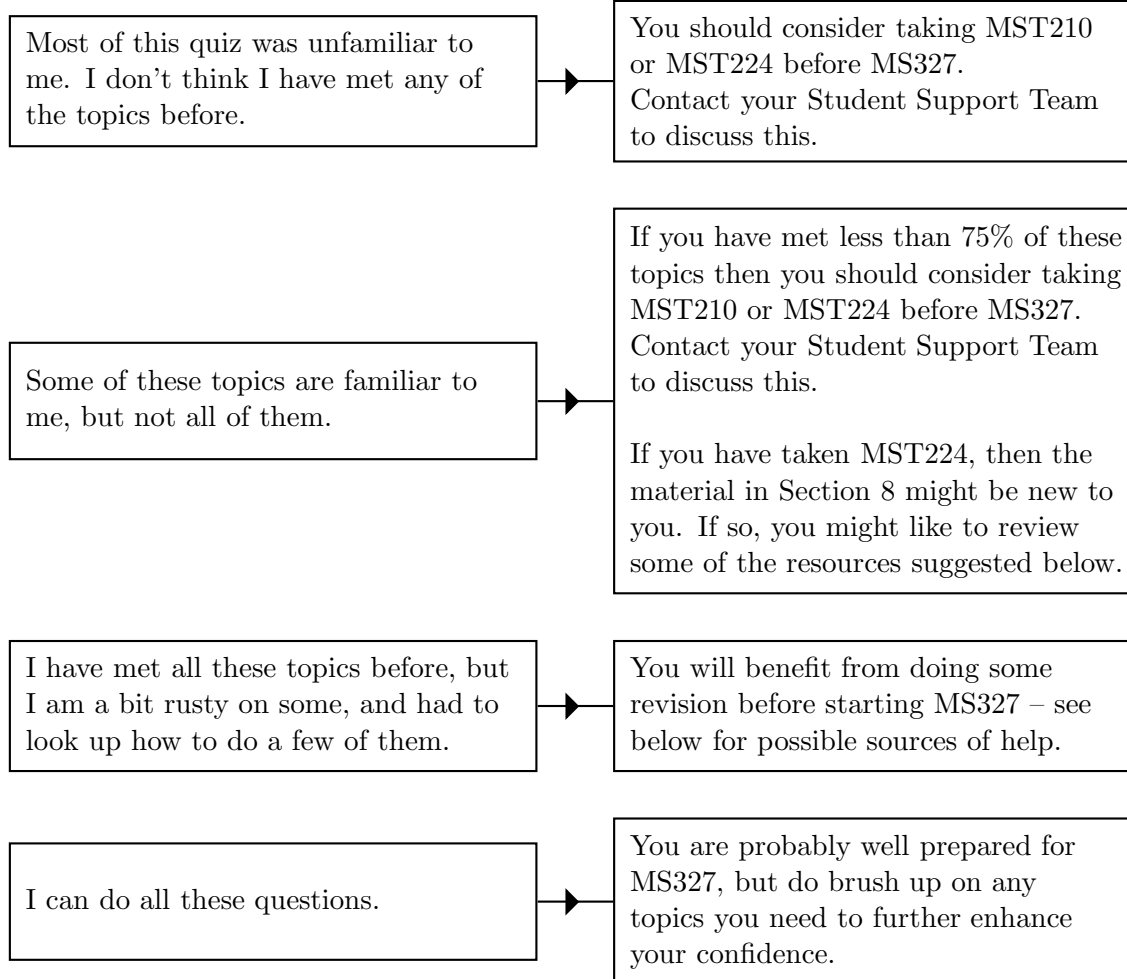 Most of this quiz was unfamiliar to
me. I don't think I have met any of
the topics before.
You should consider taking MST210
or MST224 before MS327.
Contact your Student Support Team
to discuss this.
Some of these topics are familiar to
me, but not all of them.
If you have met less than 75% of these
topics then you should consider taking
MST210 or MST224 before MS327.
Contact your Student Support Team
to discuss this.
If you have taken MST224, then the
material in Section 8 might be new to
you. If so, you might like to review
some of the resources suggested below.
I have met all these topics before, but
I am a bit rusty on some, and had to
look up how to do a few of them.
You will benefit from doing some
revision before starting MS327 – see
below for possible sources of help.
I can do all these questions.
You are probably well prepared for
MS327, but do brush up on any
topics you need to further enhance
your confidence.